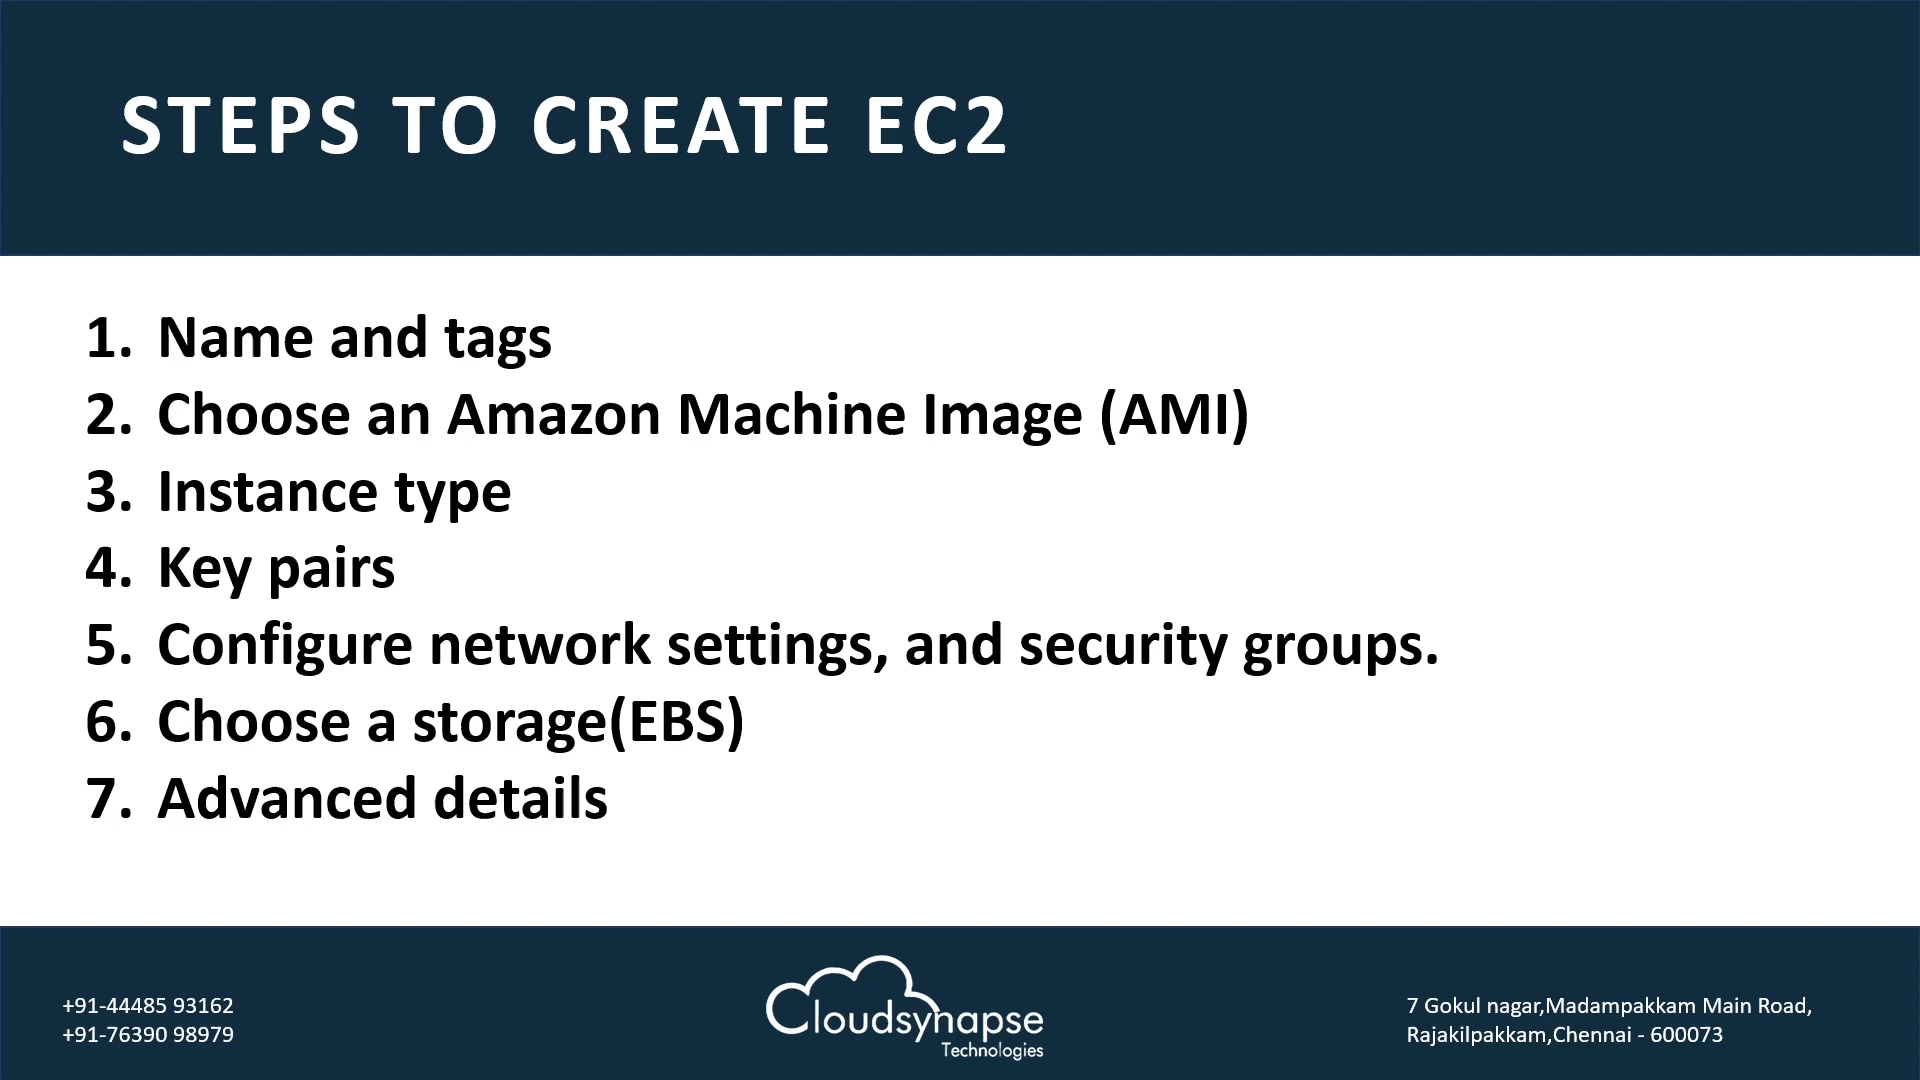 STEPS TO CREATE EC2
1. Name and tags
2. Choose an Amazon Machine Image (AMI)
3. Instance type
4. Key pairs
5. Configure network settings, and security groups.
6. Choose a storage(EBS)
7. Advanced details
+91-44485 93162
+91-76390 98979
Cloudsynapse
Technologies
7 Gokul nagar,Madampakkam Main Road,
Rajakilpakkam,Chennai - 600073